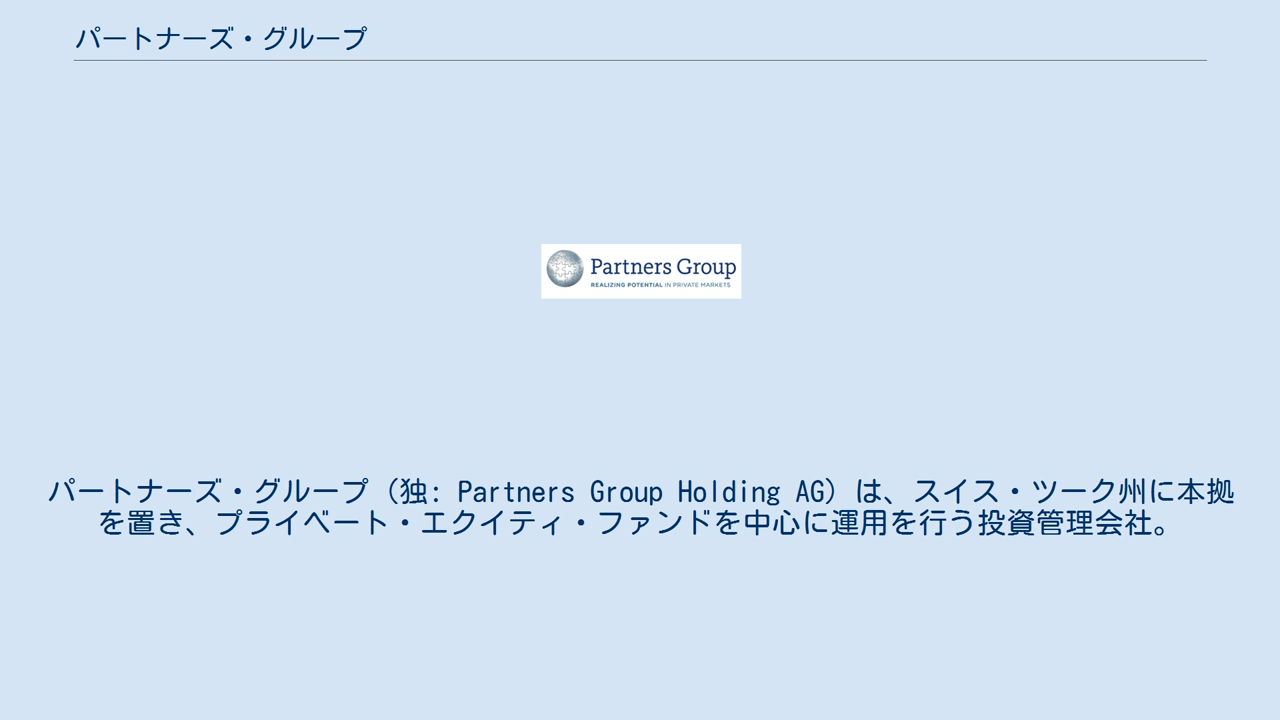 パートナーズ・グループ
Partners Group
REALIZING POTENTIAL IN PRIVATE MARKETS
パートナーズ・グループ（独: Partners Group Holding AG）は、スイス・ツーク州に本拠
を置き、プライベート・エクイティ・ファンドを中心に運用を行う投資管理会社。